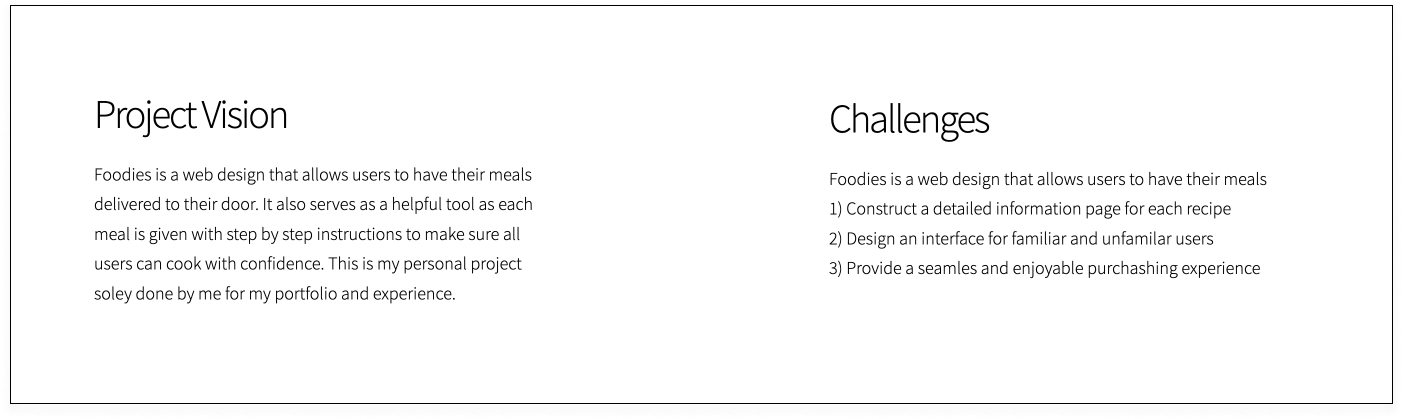 Project Vision
Foodies is a web design that allows users to have their meals
delivered to their door. It also serves as a helpful tool as each
meal is given with step by step instructions to make sure all
users can cook with confidence. This is my personal project
soley done by me for my portfolio and experience.
Challenges
Foodies is a web design that allows users to have their meals
1) Construct a detailed information page for each recipe
2) Design an interface for familiar and unfamilar users
3) Provide a seamles and enjoyable purchashing experience